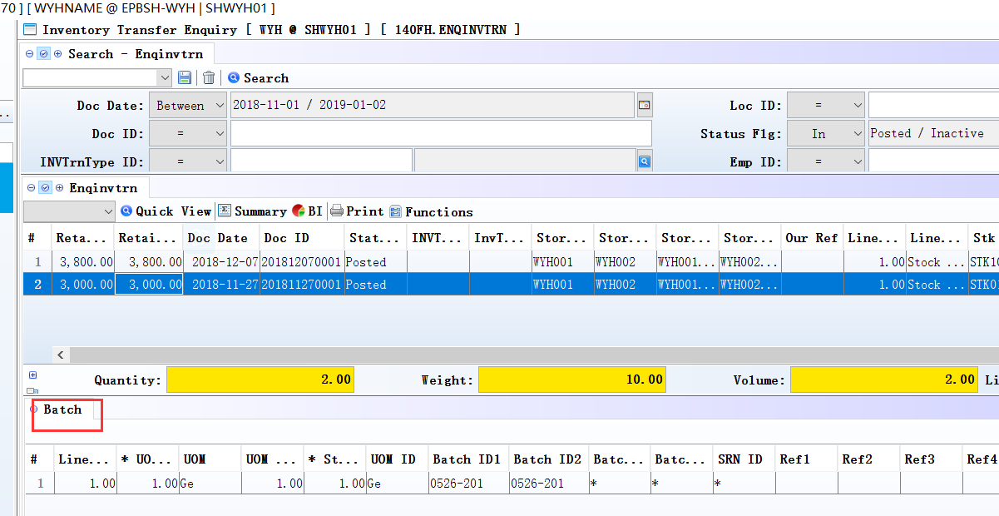 70 ] [ WYHNAME @ EPBSH-WYH | SHWYH01 ]
Inventory Transfer Enquiry [ WYH @ SHWYH01 ] [ 140FH.ENQINVTRN ]
Search - Enqinvtrn
Search
Doc Date: Between 2018-11-01 / 2019-01-02 Loc ID: =
Doc ID: = Status Flg: In Posted / Inactive
INVTrnType ID: = Emp ID: =
Enqinvtrn
Quick View Summary BI Print Functions
# Reta... Retai... Doc Date Doc ID Stat... INVT... InvT... Stor... Stor... Stor... Stor... Our Ref Line... Line... Stk
1 3,800.00 3,800.00 2018-12-07 201812070001 Posted WYH001 WYH002 WYH001... WYH002... 1.00 Stock ... STK10
2 3,000.00 3,000.00 2018-11-27 201811270001 Posted WYH001 WYH002 WYH001... WYH002... 1.00 Stock ... STK01
Quantity: 2.00 Weight: 10.00 Volume: 2.00 Li
Batch
# Line... * UO... UOM UOM ... * St... UOM ID Batch ID1 Batch ID2 Batc... Batc... SRN ID Ref1 Ref2 Ref3 Ref4
1 1.00 1.00 Ge 1.00 1.00 Ge 0526-201 0526-201 * * *